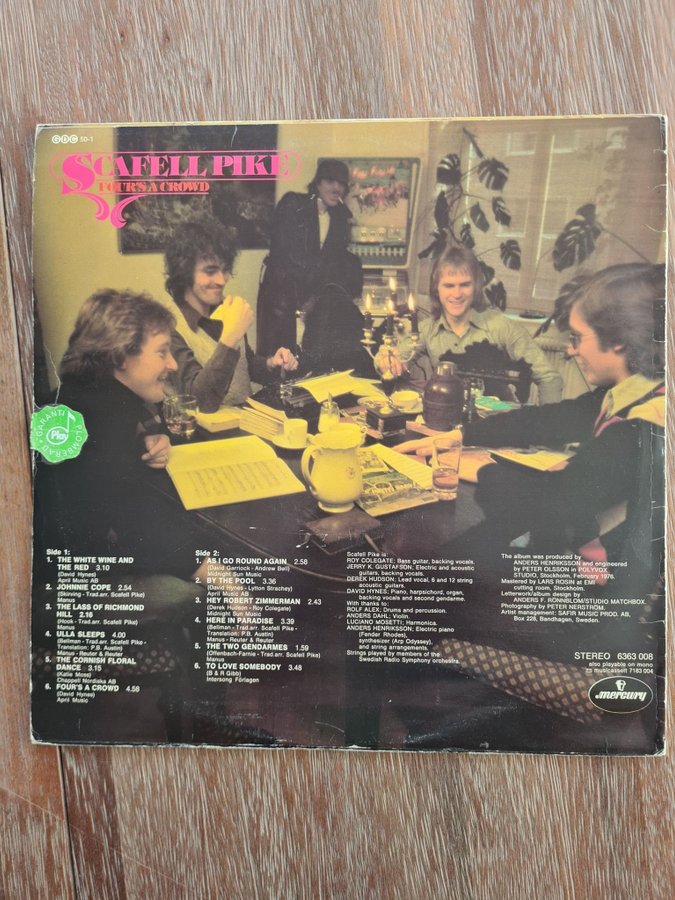 GDC 50-1
SCAFELL PIKE
FOUR'S A CROWD
GARANTI
Play
PLOMBERAD
Side 1:
1. THE WHITE WINE AND
THE RED 3.10
(David Hynes)
April Music AB
2. JOHNNIE COPE 2.54
(Skirving - Trad.arr. Scafell Pike)
Manus
3. THE LASS OF RICHMOND
HILL 2.16
(Hook - Trad.arr. Scafell Pike)
Manus
4. ULLA SLEEPS 4.00
(Bellman - Trad.arr. Scafell Pike-
Translation: P.B. Austin)
Manus - Reuter & Reuter
5. THE CORNISH FLORAL
DANCE 3.15
(Katie Moss)
Chappell Nordiska AB
6. FOUR'S A CROWD 4.58
(David Hynes)
April Music
Side 2:
1. AS I GO ROUND AGAIN 2.58
(David Carriock - Andrew Bell)
Midnight Sun Music
2. BY THE POOL 3.36
(David Hynes - Lytton Strachey)
April Music AB
3. HEY ROBERT ZIMMERMAN 2.43
(Derek Hudson - Roy Colegate)
Midnight Sun Music
4. HERE IN PARADISE 3.39
(Bellman - Trad.arr. Scafell Pike -
Translation: P.B. Austin)
Manus - Reuter & Reuter
5. THE TWO GENDARMES 1.59
(Offenbach-Farnie - Trad.arr. Scafell Pike)
Manus
6. TO LOVE SOMEBODY 3.48
(B & R Gibb)
Intersong Förlagen
Scafell Pike is:
ROY COLEGATE: Bass guitar, backing vocals.
JERRY K. GUSTAFSON: Electric and acoustic
guitars, backing vocals.
DEREK HUDSON: Lead vocal, 6 and 12 string
acoustic guitars.
DAVID HYNES: Piano, harpsichord, organ,
backing vocals and second gendarme.
With thanks to:
ROLF ALEX: Drums and percussion.
ANDERS DAHL: Violin.
LUCIANO MOSETTI: Harmonica.
ANDERS HENRIKSSON: Electric piano
(Fender Rhodes),
synthesizer (Arp Odyssey),
and string arrangements.
Strings played by members of the
Swedish Radio Symphony orchestra.
The album was produced by
ANDERS HENRIKSSON and engineered
by PETER OLSSON in POLYVOX
STUDIO, Stockholm, February 1976.
Mastered by LARS ROSIN at EMI
cutting room, Stockholm.
Letterwork/album design by
ANDERS F. RÖNNBLOM/STUDIO MATCHBOX.
Photography by PETER NERSTRÖM.
Artist management: SAFIR MUSIC PROD. AB,
Box 228, Bandhagen, Sweden.
STEREO 6363 008
also playable on mono
as musicassett 7183 004
mercury